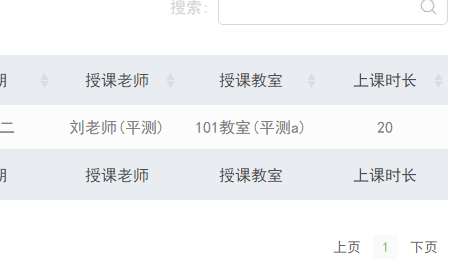 搜索:
期 授课老师 授课教室 上课时长
二 刘老师(平测) 101教室(平测a) 20
期 授课老师 授课教室 上课时长
上页 1 下页